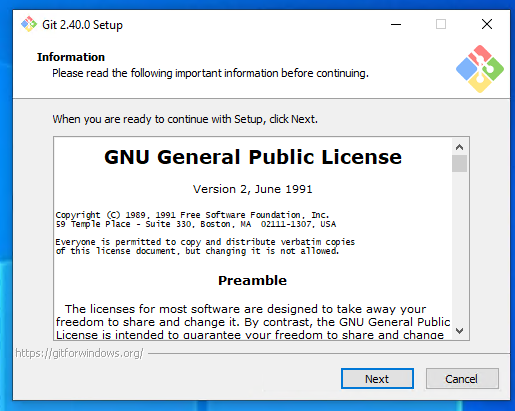 Git 2.40.0 Setup
Information
Please read the following important information before continuing.
When you are ready to continue with Setup, click Next.
GNU General Public License
Version 2, June 1991
Copyright (C) 1989, 1991 Free Software Foundation, Inc.
59 Temple Place - Suite 330, Boston, MA  02111-1307, USA
Everyone is permitted to copy and distribute verbatim copies
of this license document, but changing it is not allowed.
Preamble
The licenses for most software are designed to take away your
freedom to share and change it. By contrast, the GNU General Public
License is intended to guarantee your freedom to share and change
https://gitforwindows.org/
Next
Cancel